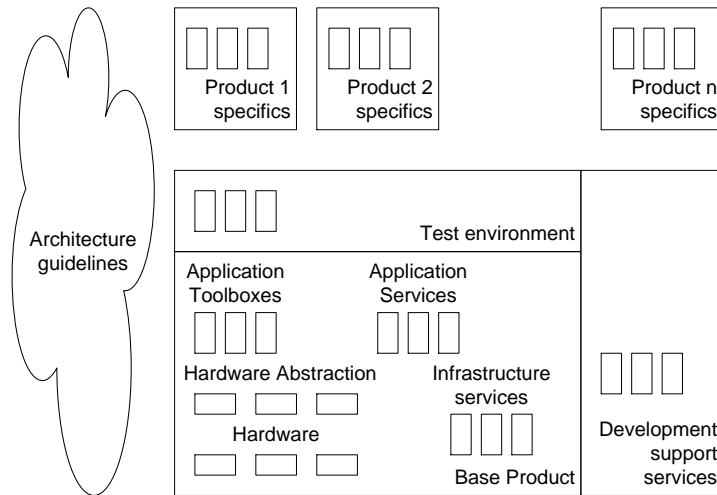 Product 1
specifics
Product 2
specifics
Product n
specifics
Architecture
guidelines
Test environment
Application
Toolboxes
Application
Services
Hardware Abstraction
Infrastructure
services
Hardware
Base Product
Development
support
services